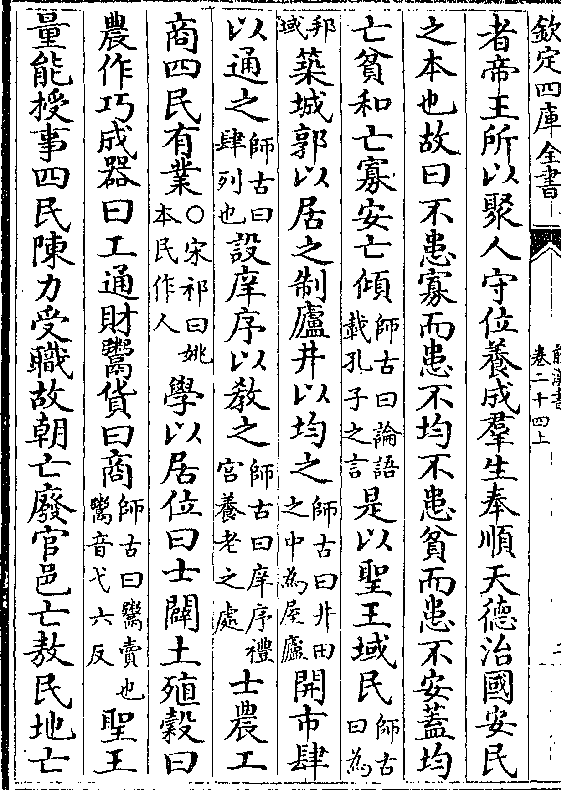 欽定四庫全書
卷二十四上
者帝王所以聚人守位養成羣生奉順天德治國安民
之本也故曰不患寡而患不均不患貧而患不安蓋均
亡貧和亡寡安亡傾師古曰論語載孔子之言是以聖王域民師古曰為
邦域築城郭以居之制廬井以均之師古曰井田之中為屋廬開市肆
以通之師古曰肆列也設庠序以教之師古曰庠序禮宫養老之處士農工
商四民有業○宋祁曰姚本民作人學以居位曰士闢土殖穀曰
農作巧成器曰工通財鬻貨曰商師古曰鬻賣也鬻音弋六反聖王
量能授事四民陳力受職故朝亡廢官邑亡敖民地亡